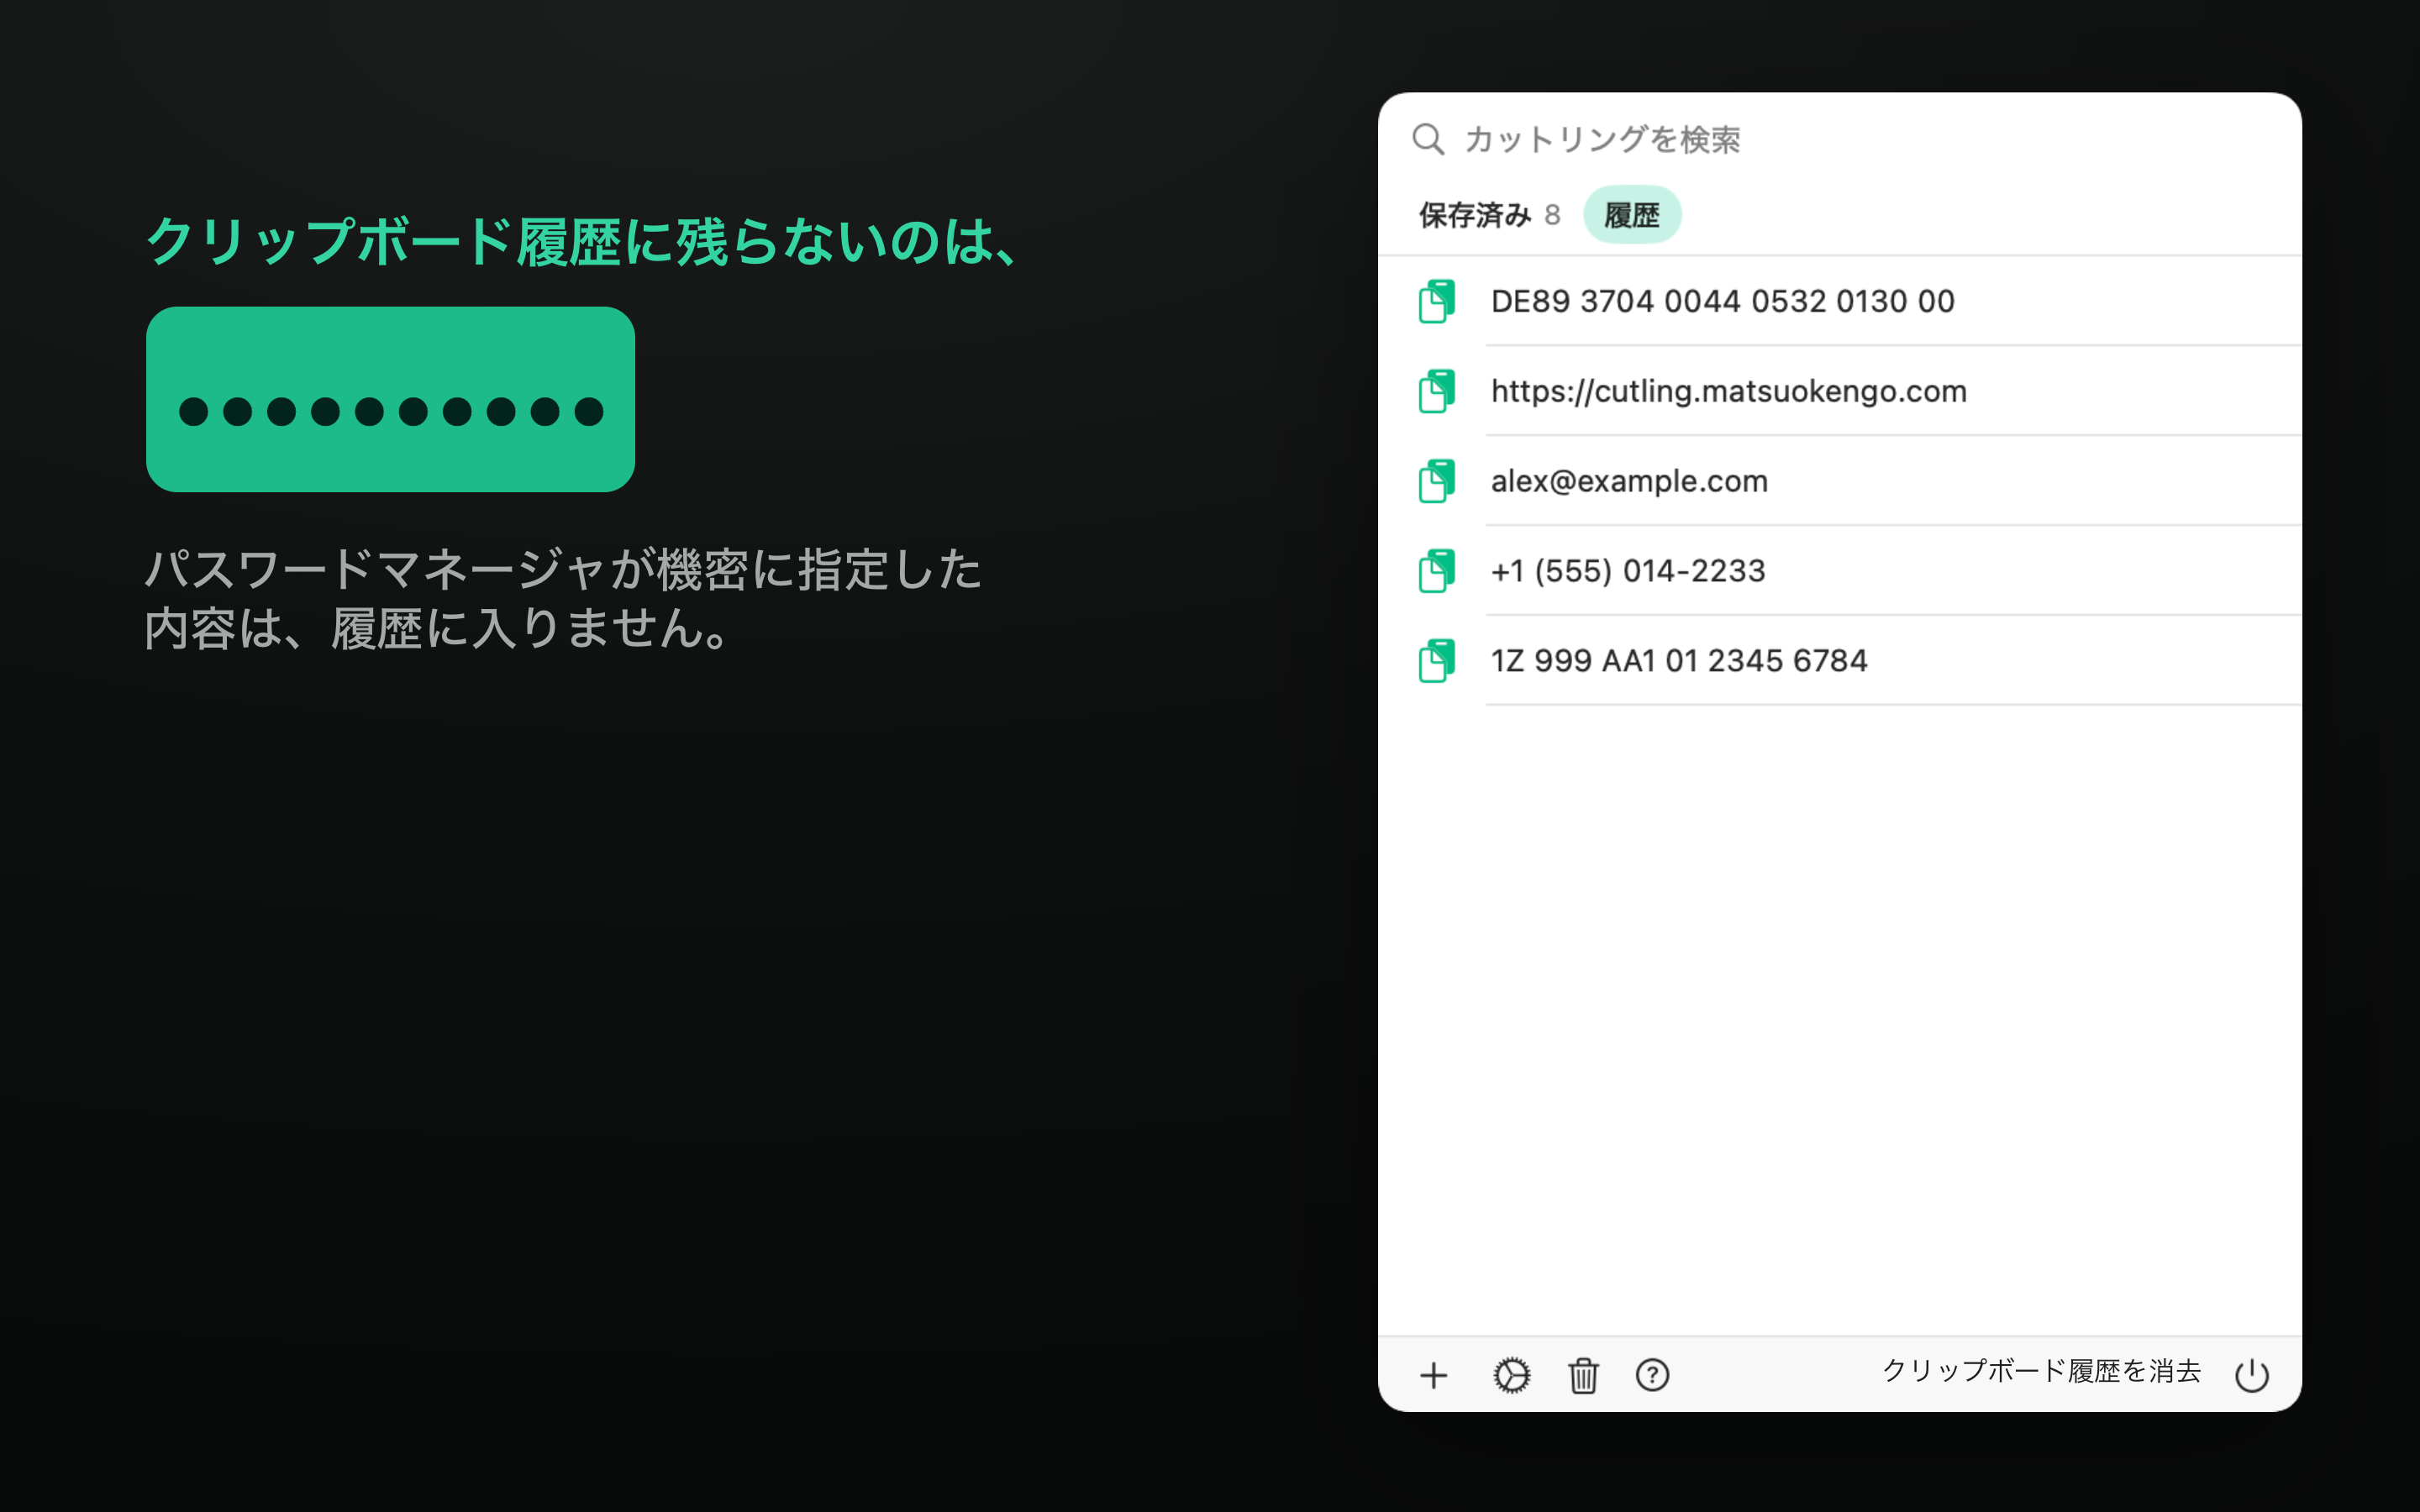 クリップボード履歴に残らないのは、
••••••••••
パスワードマネージャが機密に指定した
内容は、履歴に入りません。
カットリングを検索
保存済み 8 履歴
DE89 3704 0044 0532 0130 00
https://cutling.matsuokengo.com
alex@example.com
+1 (555) 014-2233
1Z 999 AA1 01 2345 6784
クリップボード履歴を消去